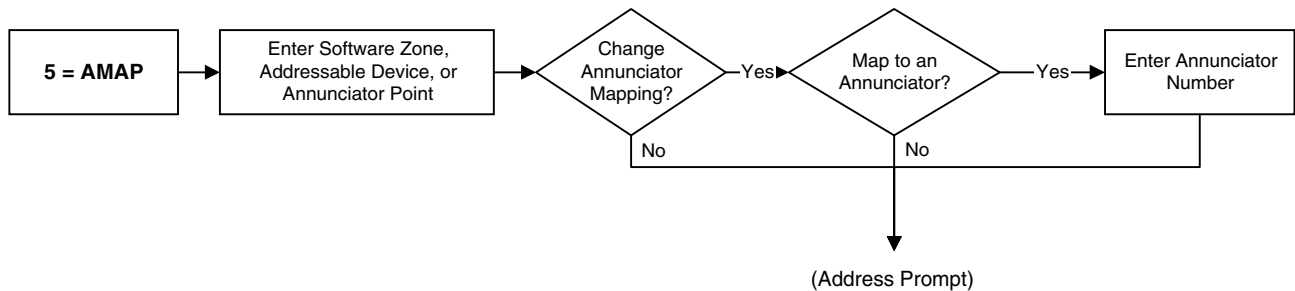 5 = AMAP
Enter Software Zone,
Addressable Device, or
Annunciator Point
Change
Annunciator
Mapping?
Yes
Map to an
Annunciator?
Yes
Enter Annunciator
Number
No
No
(Address Prompt)